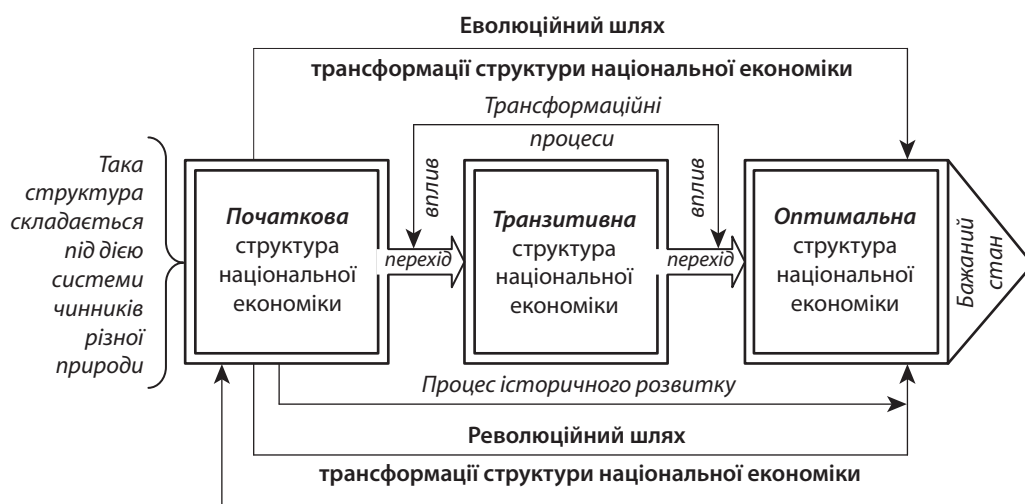 Еволюційний шлях
трансформації структури національної економіки
Трансформаційні
процеси
вплив
вплив
Така
структура
складається
під дією
системи
чинників
різної
природи
Початкова
структура
національної
економіки
перехід
Транзитивна
структура
національної
економіки
перехід
Оптимальна
структура
національної
економіки
Бажаний
стан
Процес історичного розвитку
Революційний шлях
трансформації структури національної економіки